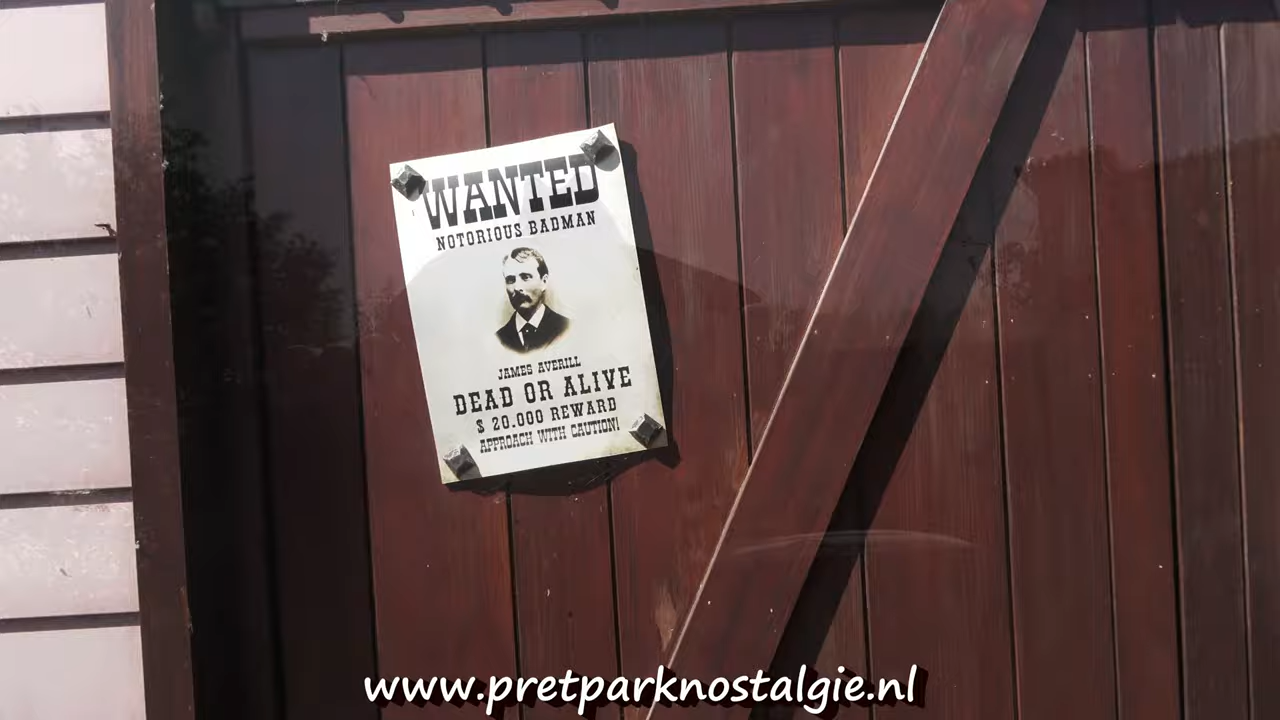 WANTED
NOTORIOUS BADMAN
JAMES AVERILL
DEAD OR ALIVE
$ 20.000 REWARD
APPROACH WITH CAUTION!
www.pretparknostalgie.nl